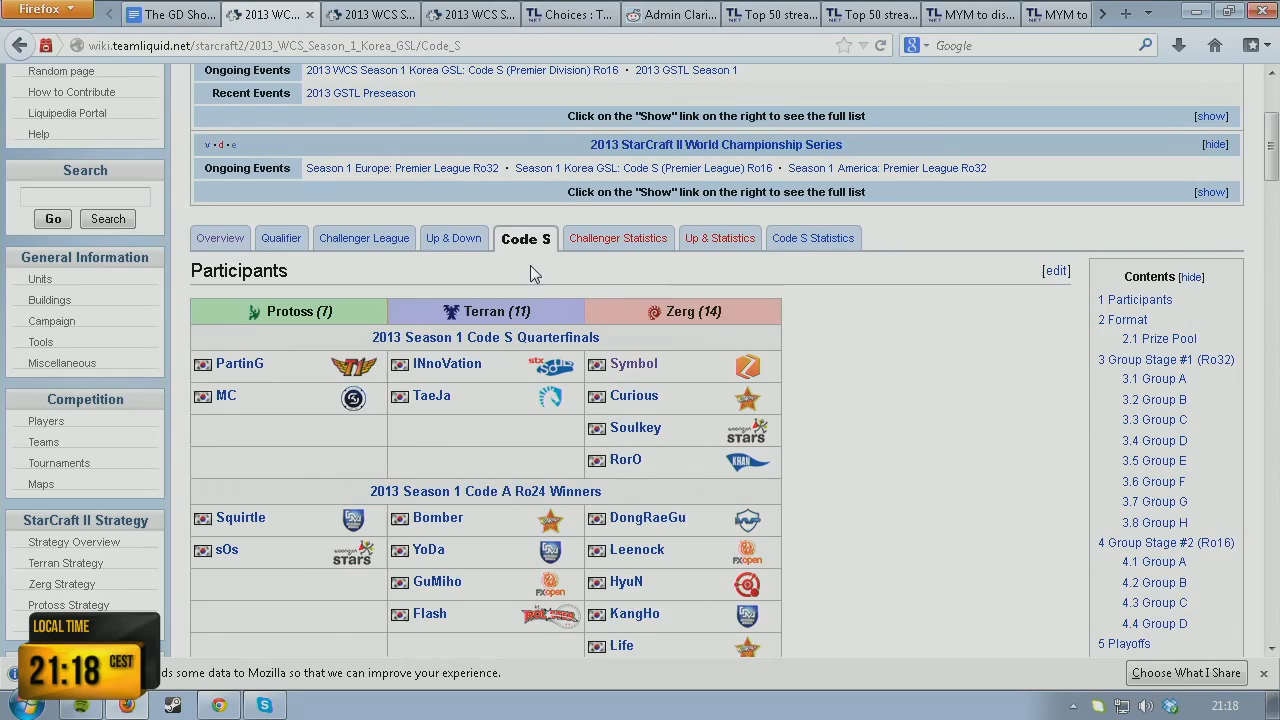 Firefox
The GD Sho...
2013 WC...
2013 WCS S...
2013 WCS S...
Choices : T...
Admin Clari...
Top 50 strea...
Top 50 strea...
MYM to dis...
MYM to
wiki.teamliquid.net/starcraft2/2013_WCS_Season_1_Korea_GSL/Code_S
Google
Random page
How to Contribute
Liquipedia Portal
Help
Search
Go Search
General Information
Units
Buildings
Campaign
Tools
Miscellaneous
Competition
Players
Teams
Tournaments
Maps
StarCraft II Strategy
Strategy Overview
Terran Strategy
Zerg Strategy
Protoss Strategy
Ongoing Events 2013 WCS Season 1 Korea GSL: Code S (Premier Division) Ro16 • 2013 GSTL Season 1
Recent Events 2013 GSTL Preseason
Click on the "Show" link on the right to see the full list [show]
v • d • e 2013 StarCraft II World Championship Series [hide]
Ongoing Events Season 1 Europe: Premier League Ro32 • Season 1 Korea GSL: Code S (Premier League) Ro16 • Season 1 America: Premier League Ro32
Click on the "Show" link on the right to see the full list [show]
Overview Qualifier Challenger League Up & Down Code S Challenger Statistics Up & Statistics Code S Statistics
Participants [edit]
Protoss (7) Terran (11) Zerg (14)
2013 Season 1 Code S Quarterfinals
PartinG INnoVation Symbol
MC TaeJa Curious
Soulkey
RorO
2013 Season 1 Code A Ro24 Winners
Squirtle Bomber DongRaeGu
sOs YoDa Leenock
GuMiho HyuN
Flash KangHo
Life
Contents [hide]
1 Participants
2 Format
2.1 Prize Pool
3 Group Stage #1 (Ro32)
3.1 Group A
3.2 Group B
3.3 Group C
3.4 Group D
3.5 Group E
3.6 Group F
3.7 Group G
3.8 Group H
4 Group Stage #2 (Ro16)
4.1 Group A
4.2 Group B
4.3 Group C
4.4 Group D
5 Playoffs
LOCAL TIME
21:18 CEST
ds some data to Mozilla so that we can improve your experience.
Choose What I Share
21:18